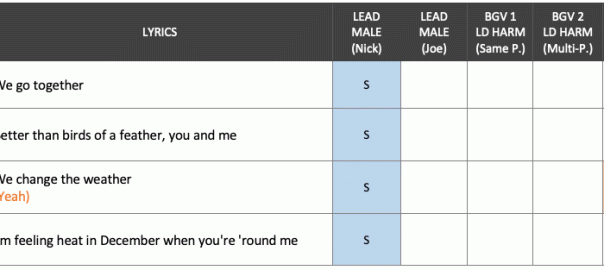 LYRICS LEAD MALE (Nick) LEAD MALE (Joe) BGV 1 LD HARM (Same P.) BGV 2 LD HARM (Multi-P.)
We go together S
etter than birds of a feather, you and me S
We change the weather S
Yeah)
'm feeling heat in December when you're 'round me S